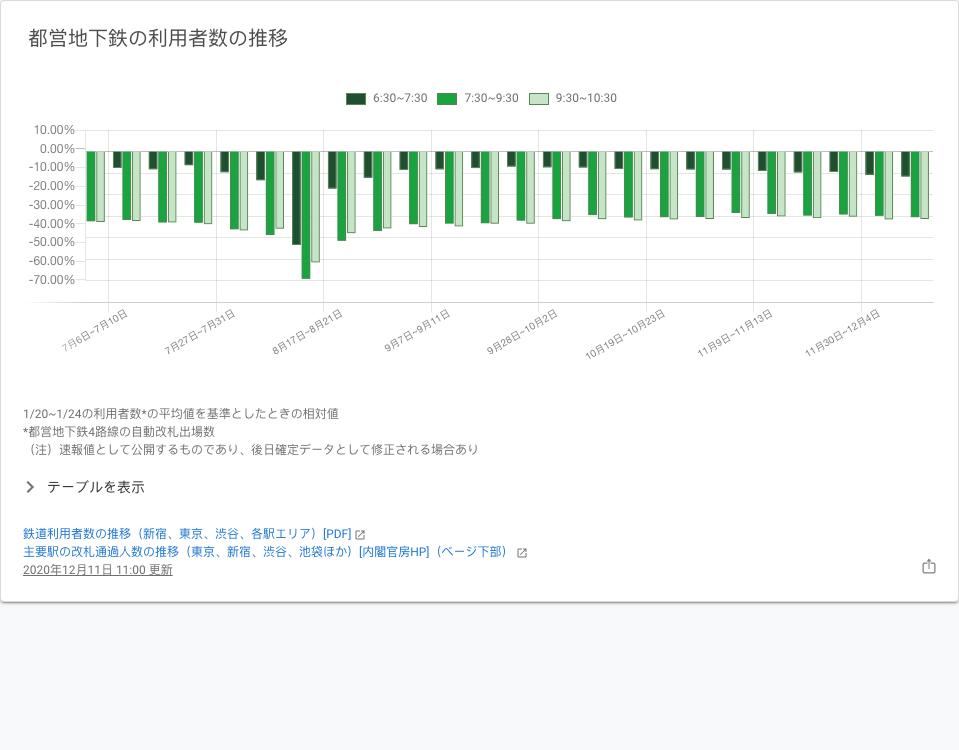 都営地下鉄の利用者数の推移
6:30~7:30 7:30~9:30 9:30~10:30
10.00%
0.00%
-10.00%
-20.00%
-30.00%
-40.00%
-50.00%
-60.00%
-70.00%
7月6日~7月10日
7月27日~7月31日
8月17日~8月21日
9月7日~9月11日
9月28日~10月2日
10月19日~10月23日
11月9日~11月13日
11月30日~12月4日
1/20~1/24の利用者数*の平均値を基準としたときの相対値
*都営地下鉄4路線の自動改札出場数
（注）速報値として公開するものであり、後日確定データとして修正される場合あり
テーブルを表示
鉄道利用者数の推移（新宿、東京、渋谷、各駅エリア）[PDF]
主要駅の改札通過人数の推移（東京、新宿、渋谷、池袋ほか）[内閣官房HP]（ページ下部）
2020年12月11日 11:00 更新